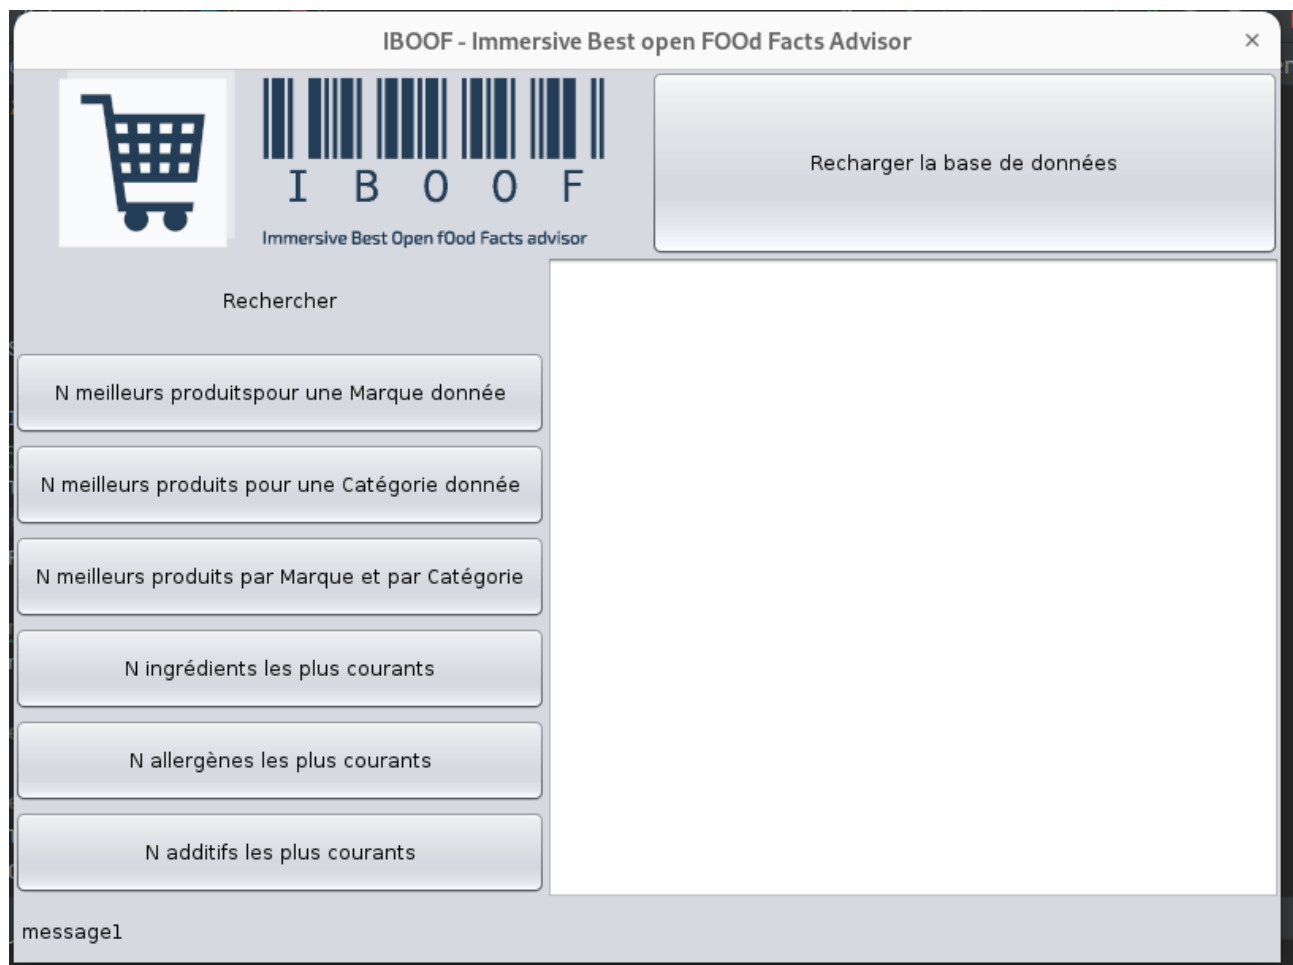 IBOOF - Immersive Best open FOOd Facts Advisor
×
I B O O F
Immersive Best Open fOod Facts advisor
Recharger la base de données
Rechercher
N meilleurs produitspour une Marque donnée
N meilleurs produits pour une Catégorie donnée
N meilleurs produits par Marque et par Catégorie
N ingrédients les plus courants
N allergènes les plus courants
N additifs les plus courants
message1